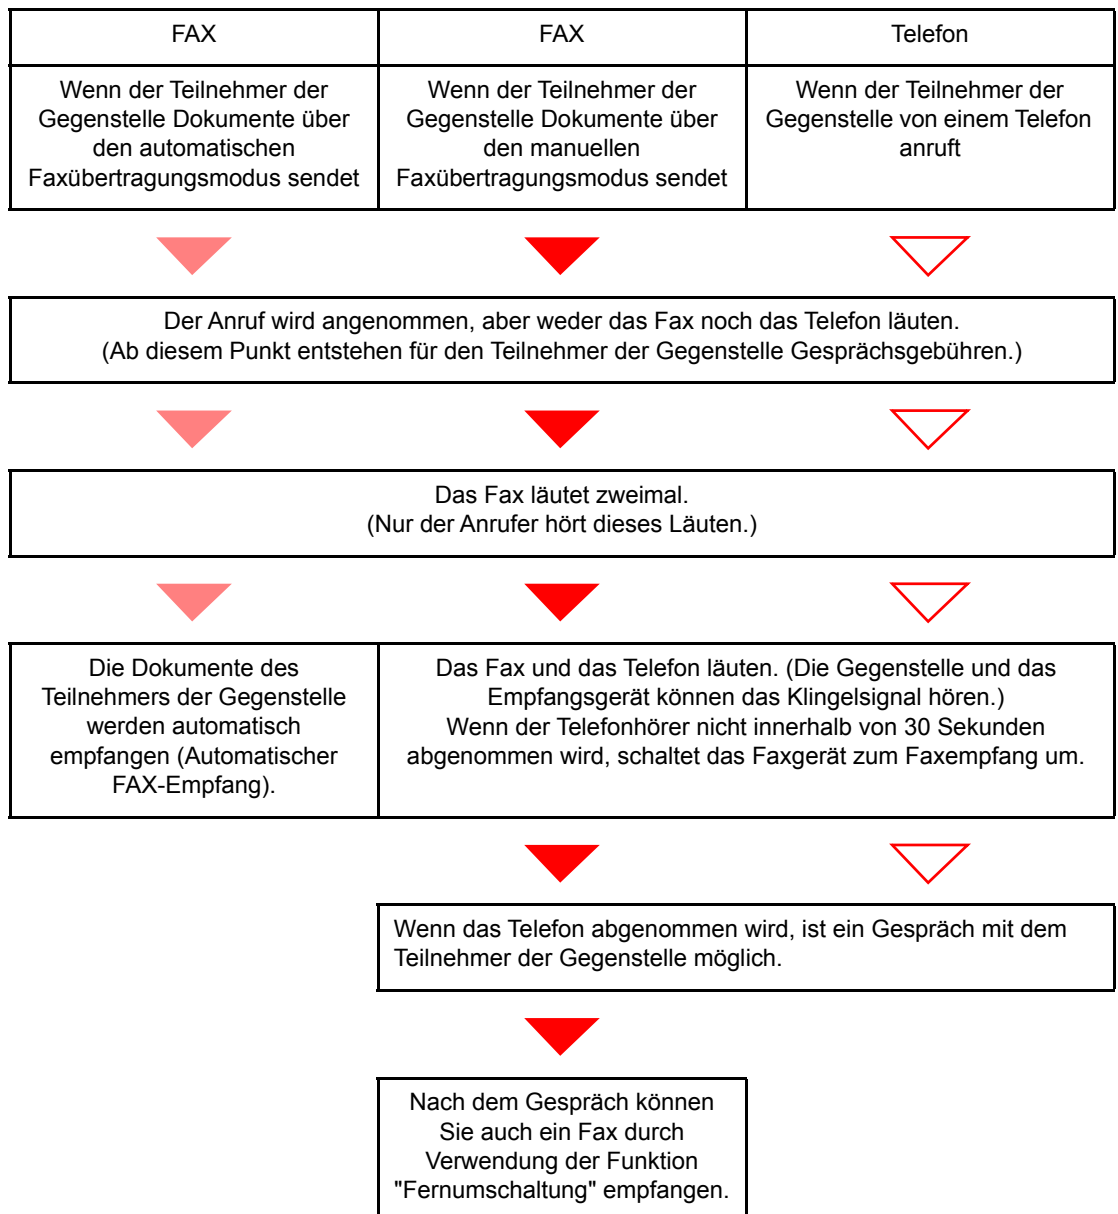 FAX
FAX
Telefon
Wenn der Teilnehmer der
Gegenstelle Dokumente über
den automatischen
Faxübertragungsmodus sendet
Wenn der Teilnehmer der
Gegenstelle Dokumente über
den manuellen
Faxübertragungsmodus sendet
Wenn der Teilnehmer der
Gegenstelle von einem Telefon
anruft
Der Anruf wird angenommen, aber weder das Fax noch das Telefon läuten.
(Ab diesem Punkt entstehen für den Teilnehmer der Gegenstelle Gesprächsgebühren.)
Das Fax läutet zweimal.
(Nur der Anrufer hört dieses Läuten.)
Die Dokumente des
Teilnehmers der Gegenstelle
werden automatisch
empfangen (Automatischer
FAX-Empfang).
Das Fax und das Telefon läuten. (Die Gegenstelle und das
Empfangsgerät können das Klingelsignal hören.)
Wenn der Telefonhörer nicht innerhalb von 30 Sekunden
abgenommen wird, schaltet das Faxgerät zum Faxempfang um.
Wenn das Telefon abgenommen wird, ist ein Gespräch mit dem
Teilnehmer der Gegenstelle möglich.
Nach dem Gespräch können
Sie auch ein Fax durch
Verwendung der Funktion
"Fernumschaltung" empfangen.